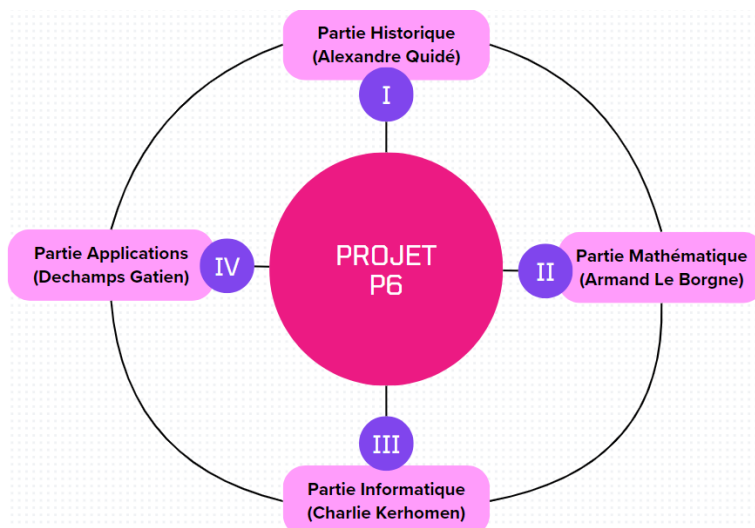 Partie Historique
(Alexandre Quidé)
I
PROJET
P6
Partie Applications
(Dechamps Gatien)
IV
II
Partie Mathématique
(Armand Le Borgne)
III
Partie Informatique
(Charlie Kerhomen)